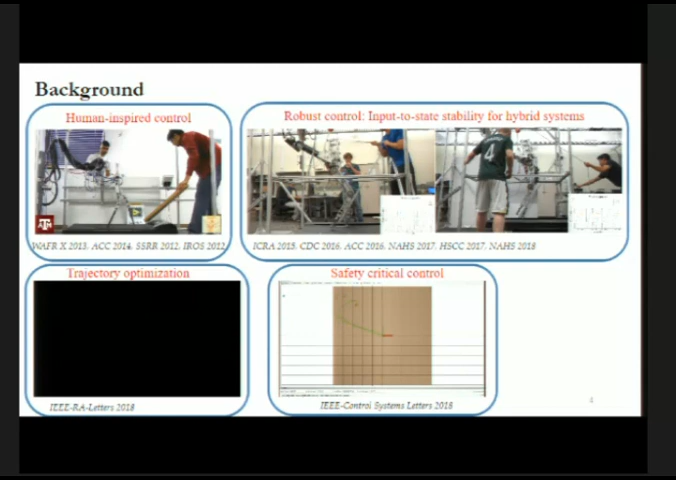 Background
Human-inspired control
Robust control: Input-to-state stability for hybrid systems
4
ATM
WAFR X 2013, ACC 2014, SSRR 2012, IROS 2012
ICRA 2015, CDC 2016, ACC 2016, NAHS 2017, HSCC 2017, NAHS 2018
Trajectory optimization
Safety critical control
IEEE-RA-Letters 2018
IEEE-Control Systems Letters 2018